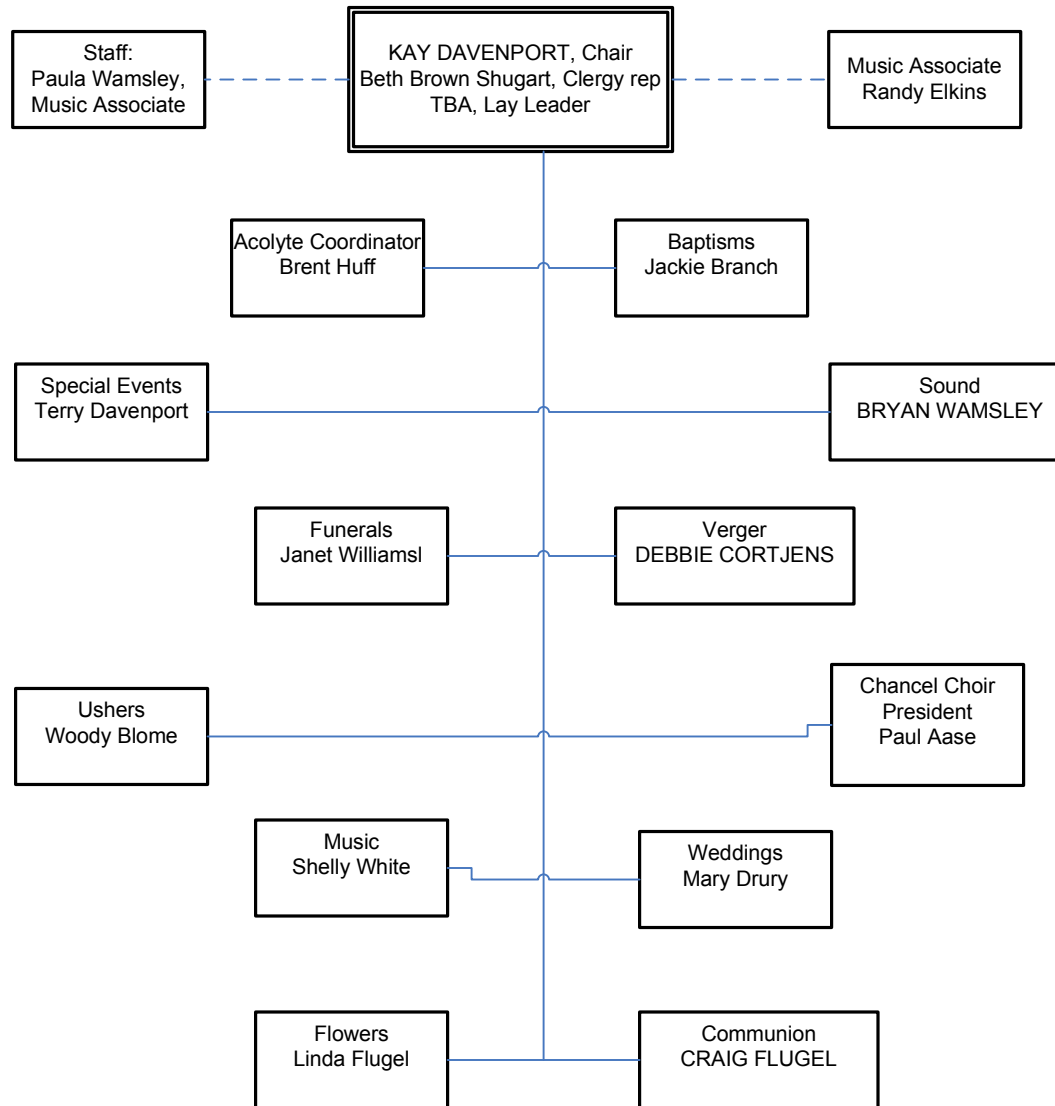 Staff:
Paula Wamsley,
Music Associate
KAY DAVENPORT, Chair
Beth Brown Shugart, Clergy rep
TBA, Lay Leader
Music Associate
Randy Elkins
Acolyte Coordinator
Brent Huff
Baptisms
Jackie Branch
Special Events
Terry Davenport
Sound
BRYAN WAMSLEY
Funerals
Janet Williamsl
Verger
DEBBIE CORTJENS
Ushers
Woody Blome
Chancel Choir
President
Paul Aase
Music
Shelly White
Weddings
Mary Drury
Flowers
Linda Flugel
Communion
CRAIG FLUGEL